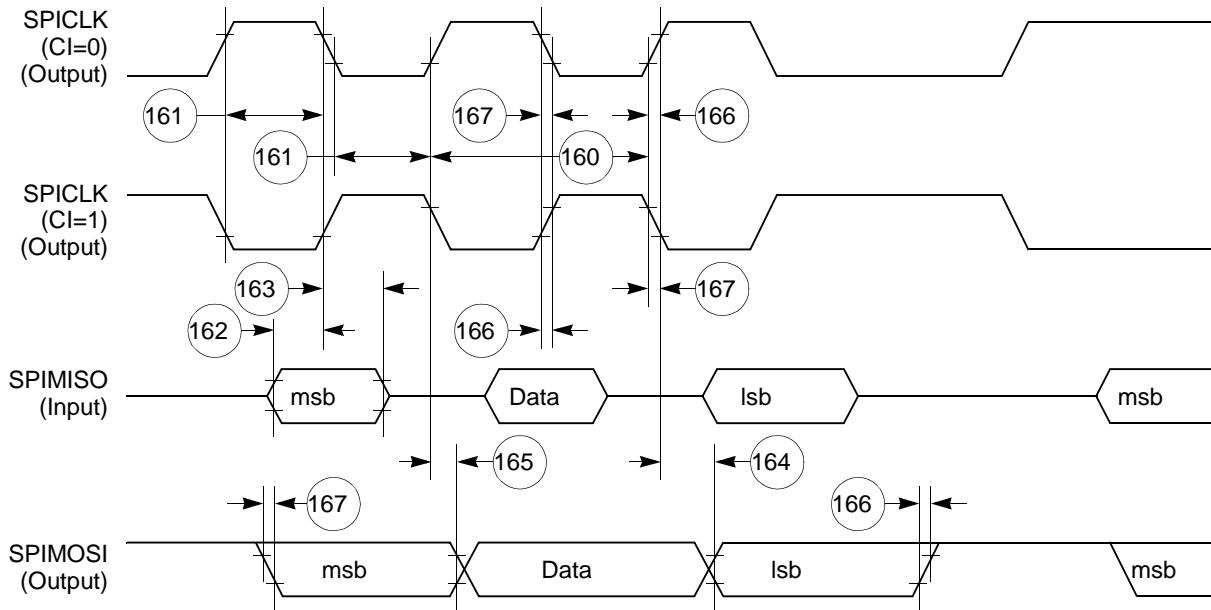 SPICLK
(CI=0)
(Output)
161
167
166
161
160
SPICLK
(CI=1)
(Output)
163
167
162
166
SPIMISO
(Input)
msb
Data
lsb
msb
165
164
167
166
SPIMOSI
(Output)
msb
Data
lsb
msb